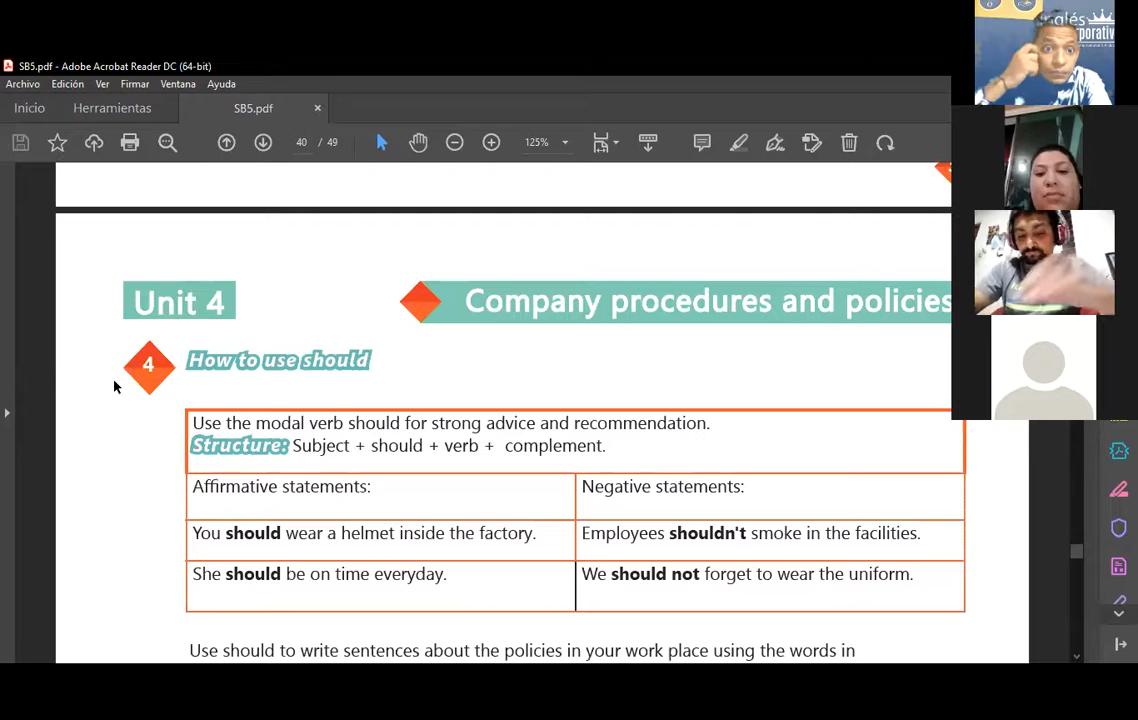 SB5.pdf - Adobe Acrobat Reader DC (64-bit)
Archivo Edición Ver Firmar Ventana Ayuda
Inicio Herramientas SB5.pdf ×
40 / 49 125%
Unit 4
Company procedures and policies
4 How to use should
Use the modal verb should for strong advice and recommendation.
Structure: Subject + should + verb + complement.
Affirmative statements: Negative statements:
You should wear a helmet inside the factory. Employees shouldn't smoke in the facilities.
She should be on time everyday. We should not forget to wear the uniform.
Use should to write sentences about the policies in your work place using the words in